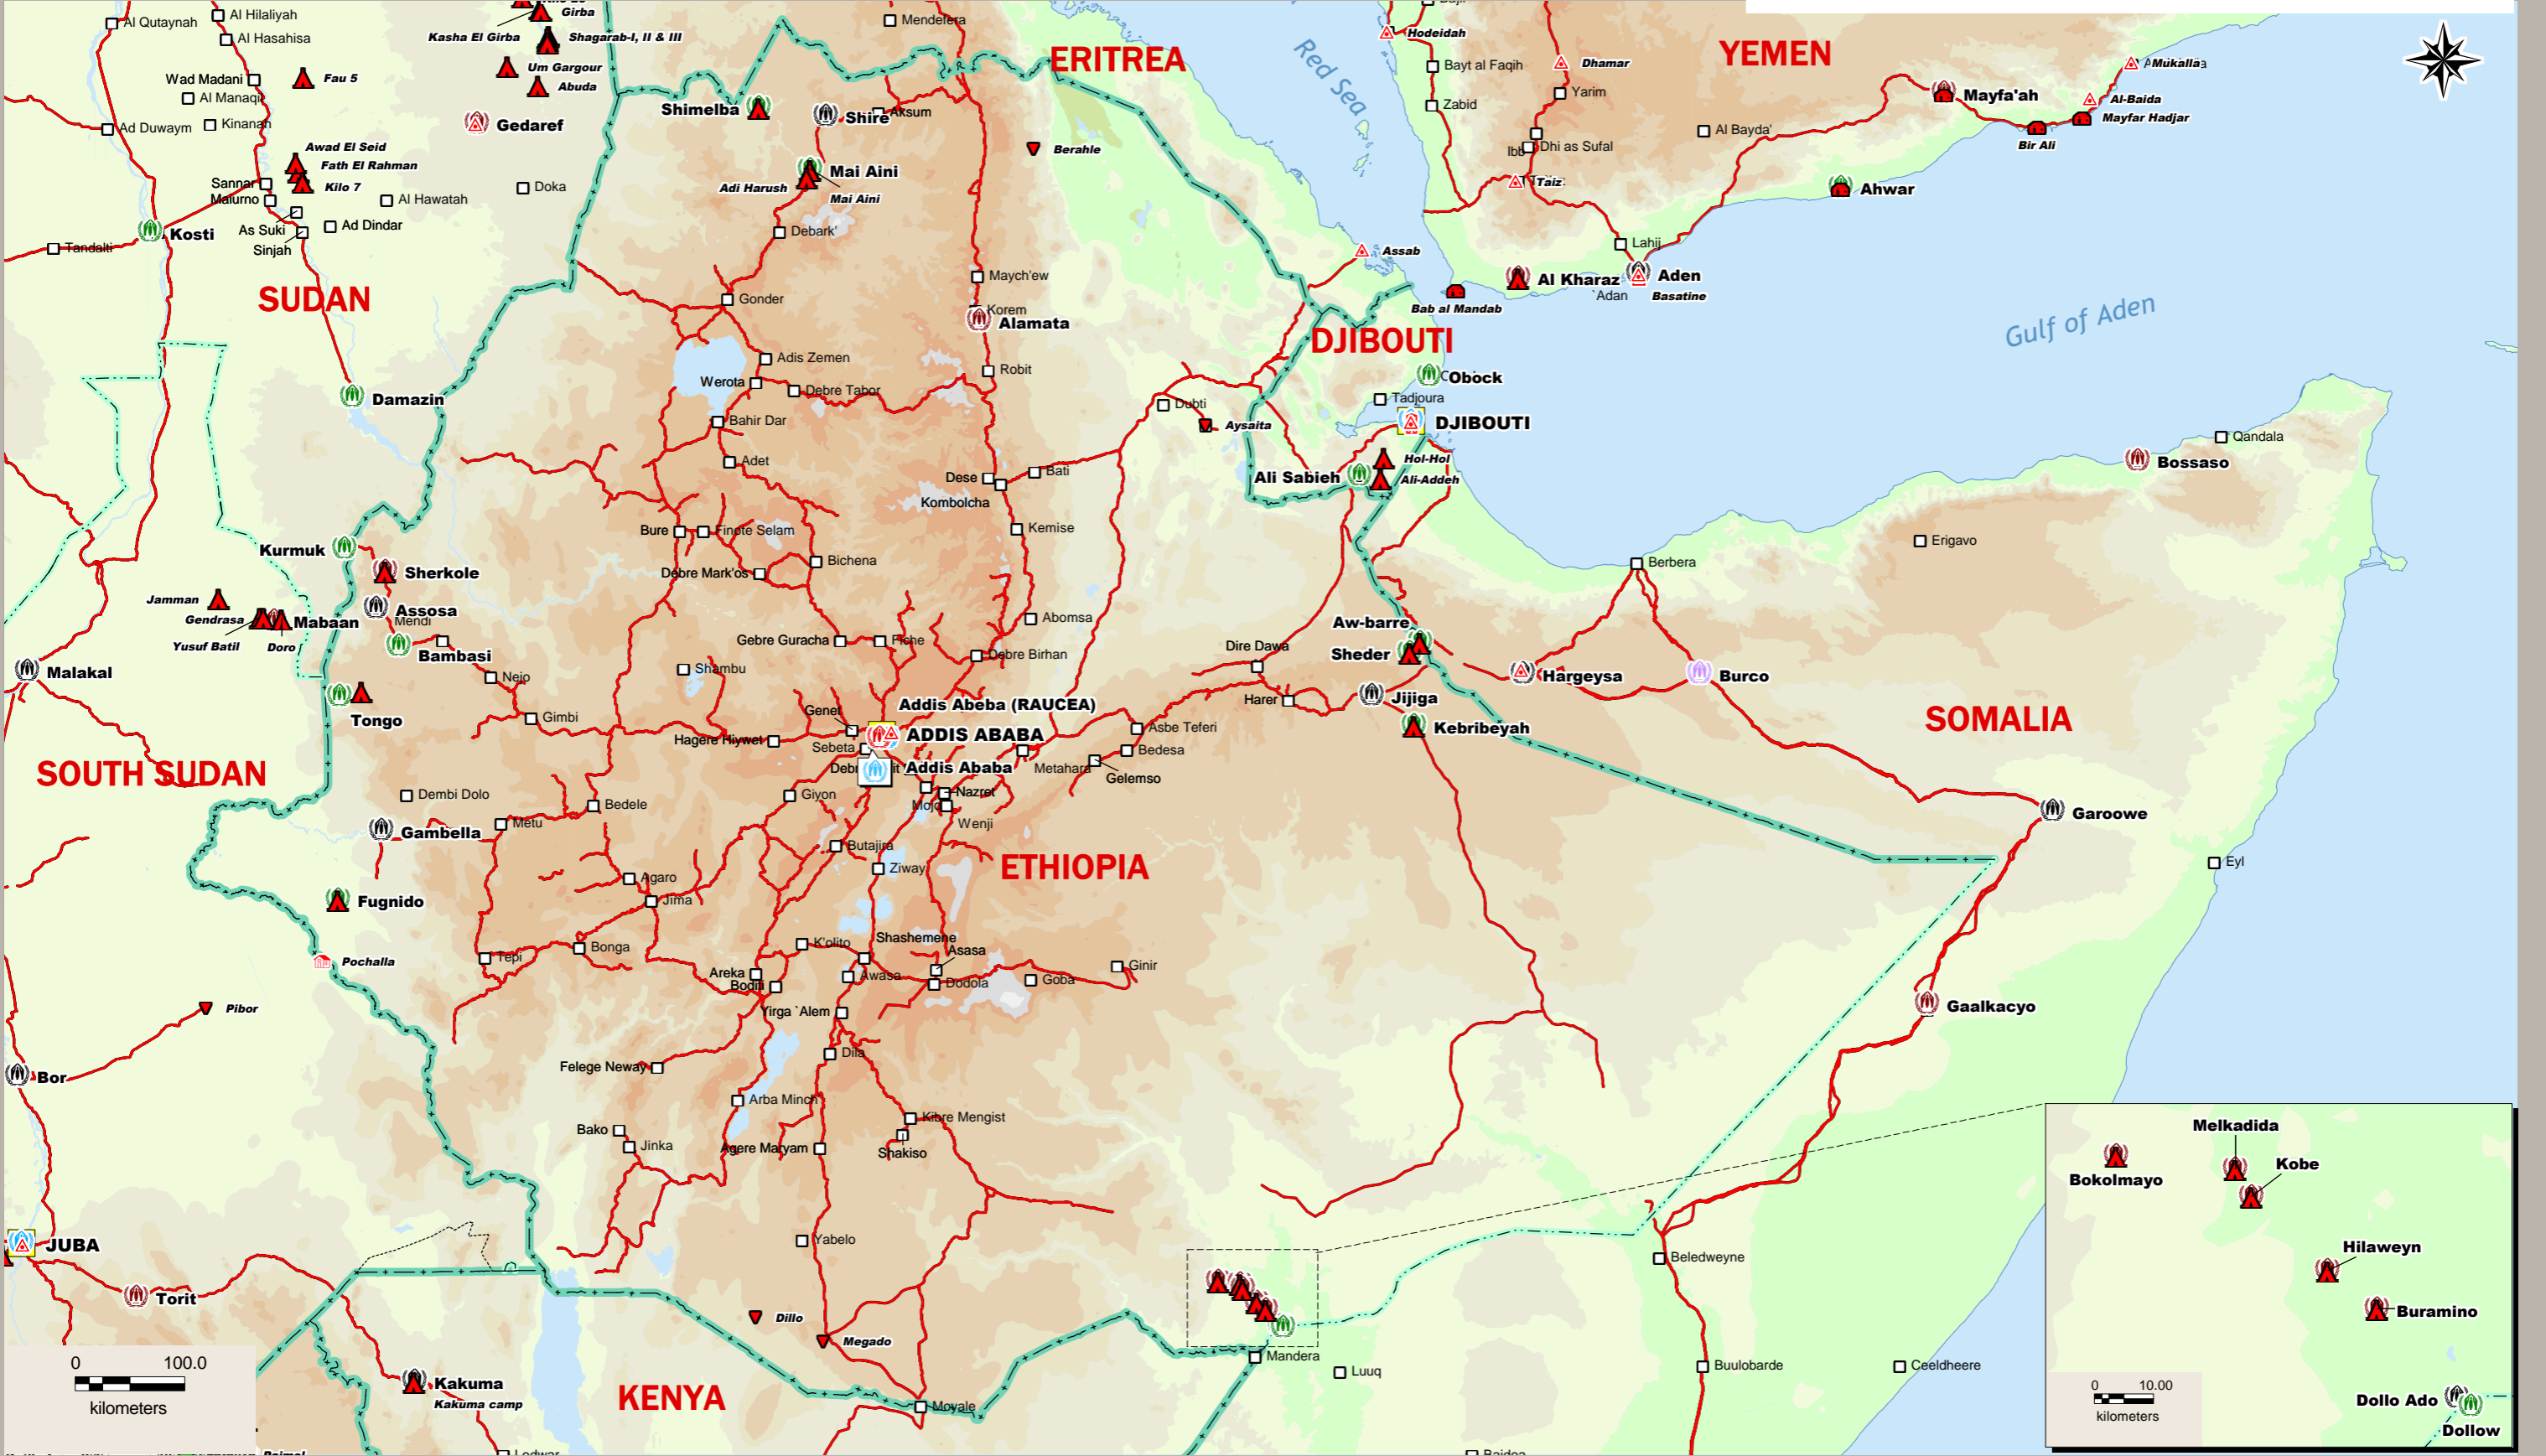 Al Qutaynah
Al Hilaliyah
Al Hasahisa
Girba
Kasha El Girba
Shagarab-I, II & III
Um Gargour
Abuda
Wad Madani
Fau 5
Al Manaqil
Ad Duwaym
Kinanah
Gedaref
Awad El Seid
Fath El Rahman
Kilo 7
Sannar
Maiurno
Al Hawatah
Doka
As Suki
Ad Dindar
Sinjah
Kosti
Tandalti
SUDAN
Damazin
Mendefera
ERITREA
Shimelba
Shire
Aksum
Berahle
Mai Aini
Adi Harush
Mai Aini
Debark'
Maych'ew
Gonder
Korem
Alamata
Adis Zemen
Werota
Debre Tabor
Robit
Bahir Dar
Adet
Dese
Bati
Kombolcha
Kemise
Bure
Finote Selam
Bichena
Debre Mark'os
Abomsa
Gebre Guracha
Fiche
Debre Birhan
Shambu
Red Sea
Hodeidah
Bayt al Faqih
Zabid
Dhamar
Yarim
YEMEN
Al Bayda'
Ibb
Dhi as Sufal
Taiz
Mayfa'ah
Mukalla
Al-Baida
Mayfar Hadjar
Bir Ali
Ahwar
Lahij
Aden
`Adan
Basatine
Al Kharaz
Bab al Mandab
Assab
Gulf of Aden
DJIBOUTI
Obock
Tadjoura
DJIBOUTI
Dubti
Aysaita
Hol-Hol
Ali Sabieh
Ali-Addeh
Qandala
Bossaso
Erigavo
Berbera
Kurmuk
Sherkole
Assosa
Mendi
Bambasi
Jamman
Gendrasa
Mabaan
Yusuf Batil
Doro
Malakal
Tongo
Nejo
Gimbi
SOUTH SUDAN
Aw-barre
Sheder
Dire Dawa
Harer
Jijiga
Kebribeyah
Hargeysa
Burco
SOMALIA
Garoowe
Eyl
Addis Abeba (RAUCEA)
Genet
ADDIS ABABA
Hagere Hiywet
Sebeta
Addis Ababa
Asbe Teferi
Bedesa
Metahara
Gelemso
Dembi Dolo
Bedele
Giyon
Mojo
Nazret
Wenji
Gambella
Metu
Butajira
Ziway
ETHIOPIA
Fugnido
Agaro
Jima
Pochalla
Tepi
Bonga
K'olito
Shashemene
Asasa
Areka
Awasa
Boditi
Dodola
Goba
Ginir
Pibor
Yirga `Alem
Gaalkacyo
Dila
Felege Neway
Bor
Arba Minch
Kibre Mengist
Bako
Jinka
Agere Maryam
Shakiso
JUBA
Torit
Yabelo
Dillo
Megado
Beledweyne
Mandera
Luuq
Buulobarde
Ceeldheere
Kakuma
Kakuma camp
KENYA
Moyale
Lodwar
Baidoa
0 100.0
kilometers
Melkadida
Kobe
Bokolmayo
Hilaweyn
Buramino
Dollo Ado
Dollow
0 10.00
kilometers